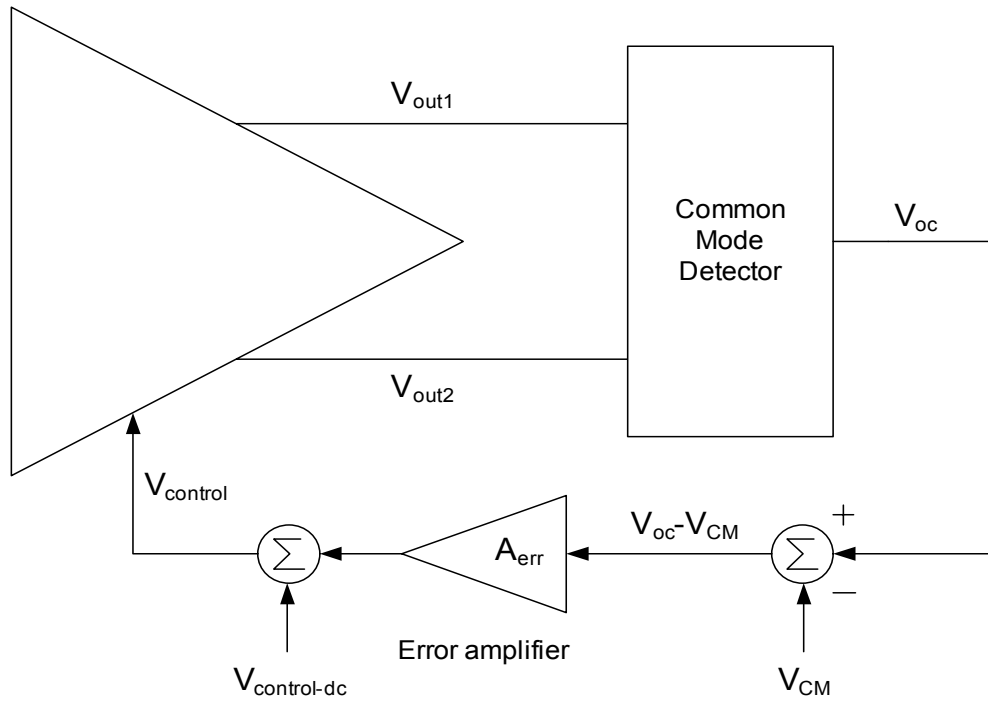 V_out1
Common
Mode
Detector
V_oc
V_out2
V_control
Σ
A_err
V_oc-V_CM
+
Σ
−
Error amplifier
V_control-dc
V_CM